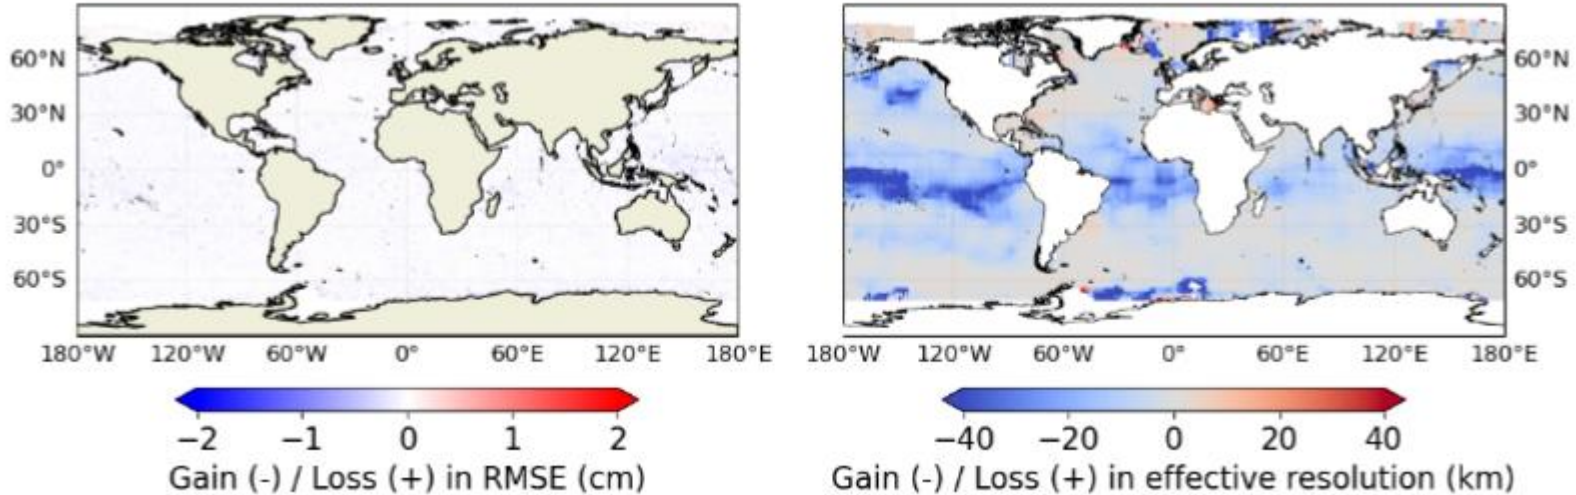 60°N
30°N
0°
30°S
60°S
180°W 120°W 60°W 0° 60°E 120°E 180°E
−2 −1 0 1 2
Gain (-) / Loss (+) in RMSE (cm)
60°N
30°N
0°
30°S
60°S
180°W 120°W 60°W 0° 60°E 120°E 180°E
−40 −20 0 20 40
Gain (-) / Loss (+) in effective resolution (km)